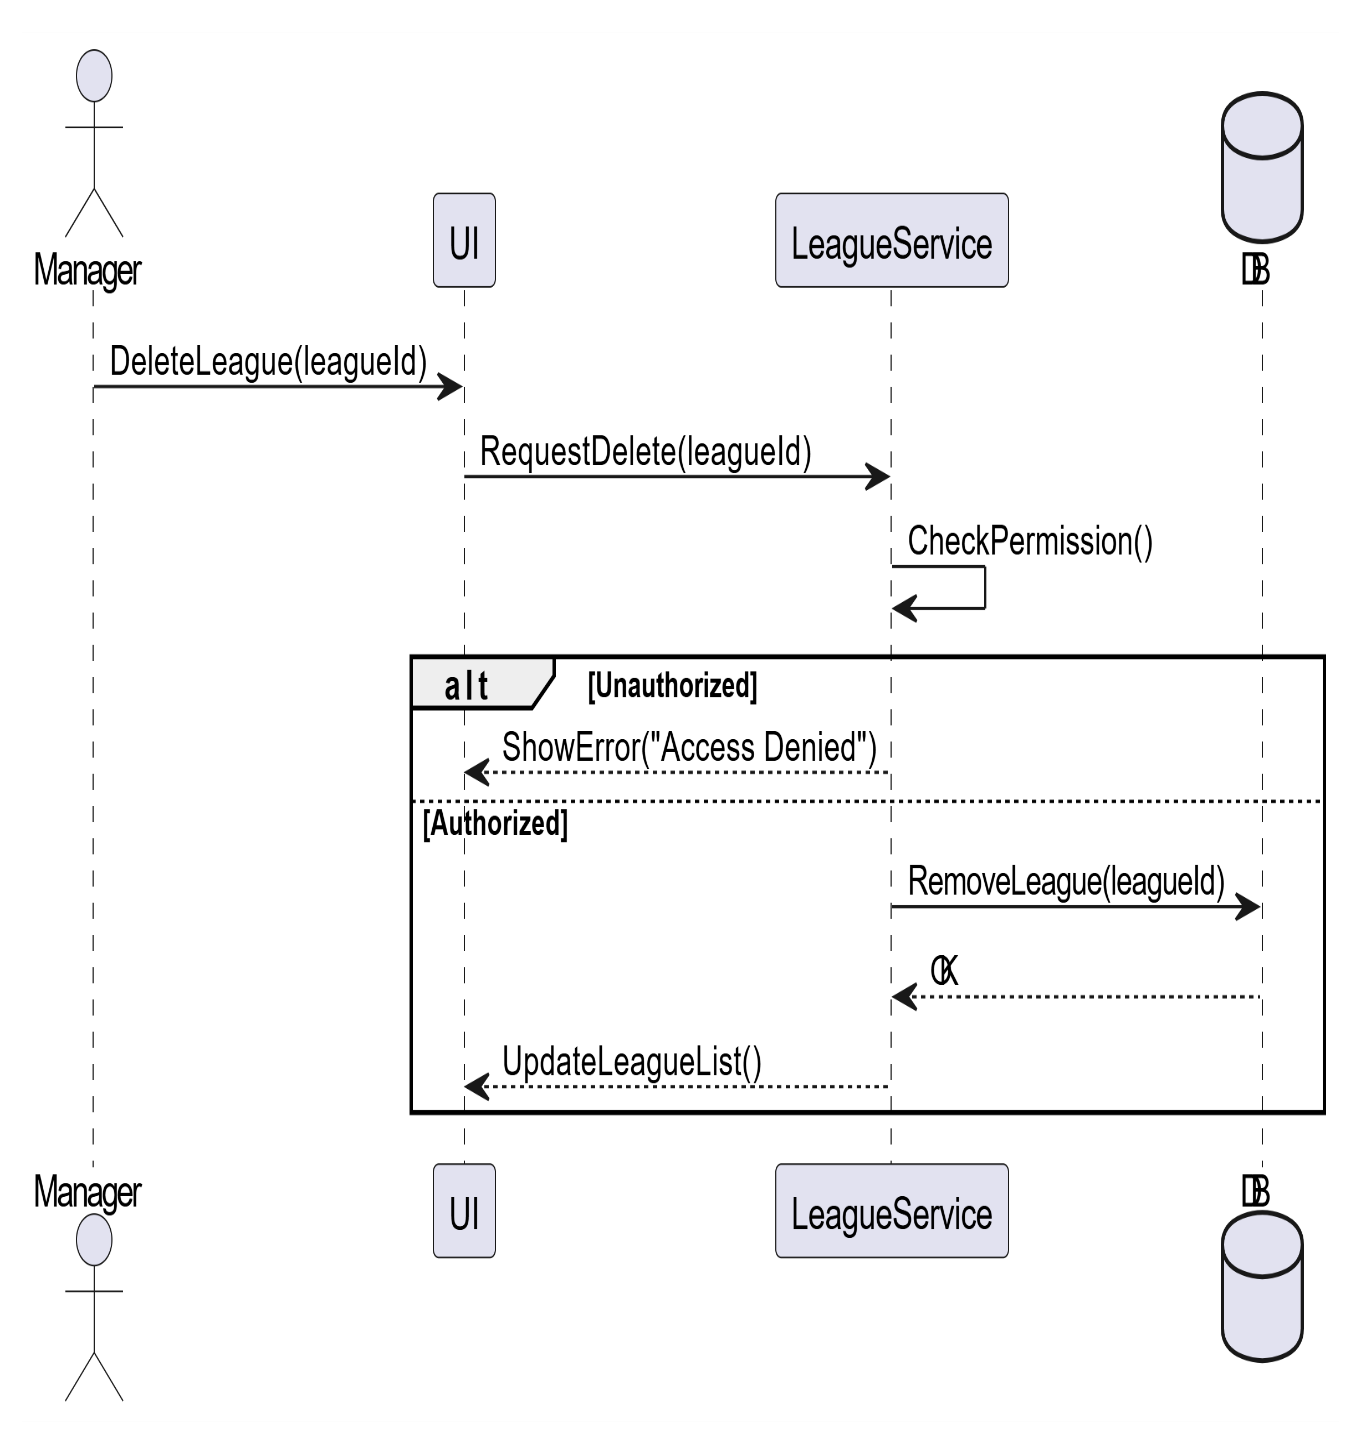 Manager
UI
LeagueService
DB
DeleteLeague(leagueId)
RequestDelete(leagueId)
CheckPermission()
alt [Unauthorized]
ShowError("Access Denied")
[Authorized]
RemoveLeague(leagueId)
OK
UpdateLeagueList()
Manager
UI
LeagueService
DB